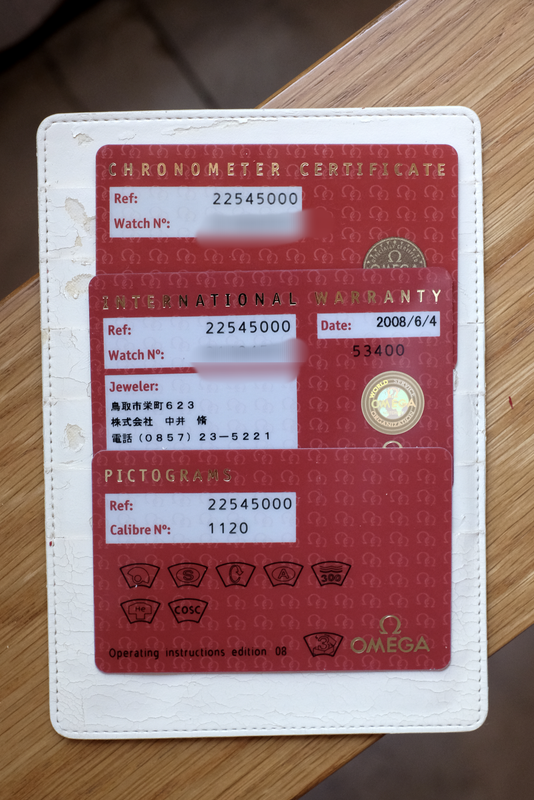 CHRONOMETER CERTIFICATE
Ref: 22545000
Watch Nº:
OMEGA
INTERNATIONAL WARRANTY
Ref: 22545000
Date: 2008/6/4
Watch Nº:
53400
Jeweler:
鳥取市栄町623
株式会社 中井 脩
電話(0857)23-5221
PICTOGRAMS
Ref: 22545000
Calibre Nº: 1120
S
A
300
He
COSC
Operating instructions edition 08
Ω
OMEGA